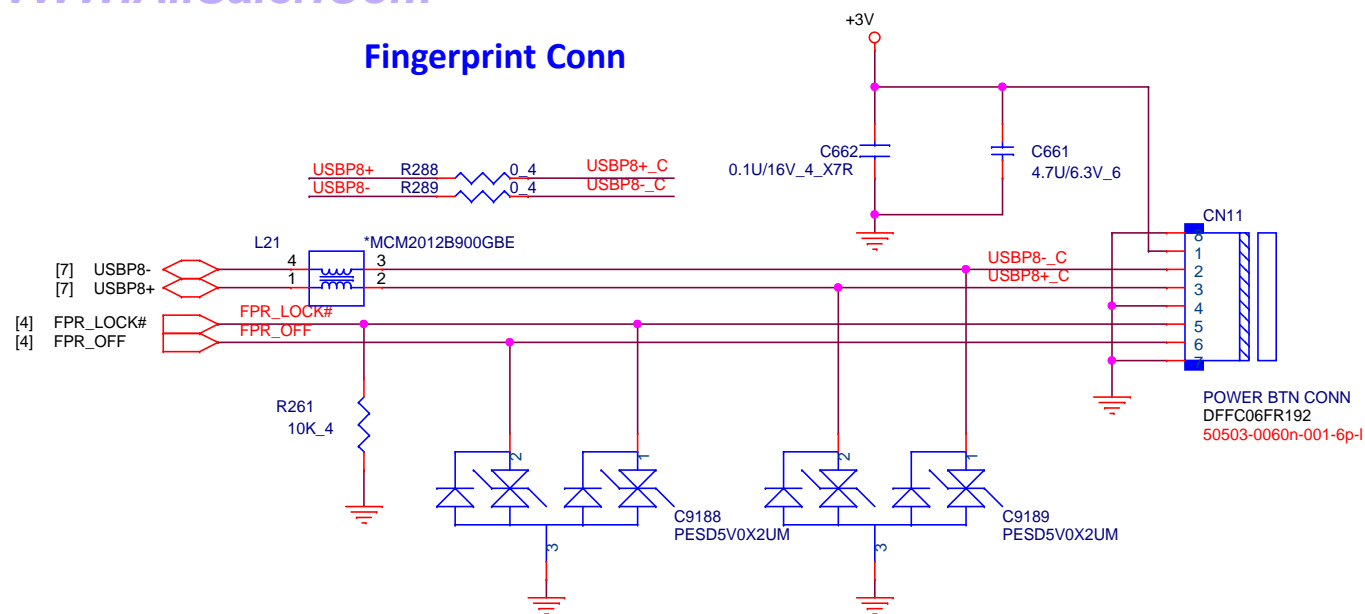 +3V
Fingerprint Conn
C662
0.1U/16V_4_X7R
C661
4.7U/6.3V_6
USBP8+ R288 0_4 USBP8+_C
USBP8- R289 0_4 USBP8-_C
CN11
L21 *MCM2012B900GBE
8
1
[7] USBP8- 4 3 USBP8-_C 2
[7] USBP8+ 1 2 USBP8+_C 3
4
[4] FPR_LOCK# FPR_LOCK# 5
[4] FPR_OFF FPR_OFF 6
7
POWER BTN CONN
DFFC06FR192
50503-0060n-001-6p-l
R261
10K_4
2 1 2 1
C9188
PESD5V0X2UM
C9189
PESD5V0X2UM
3 3